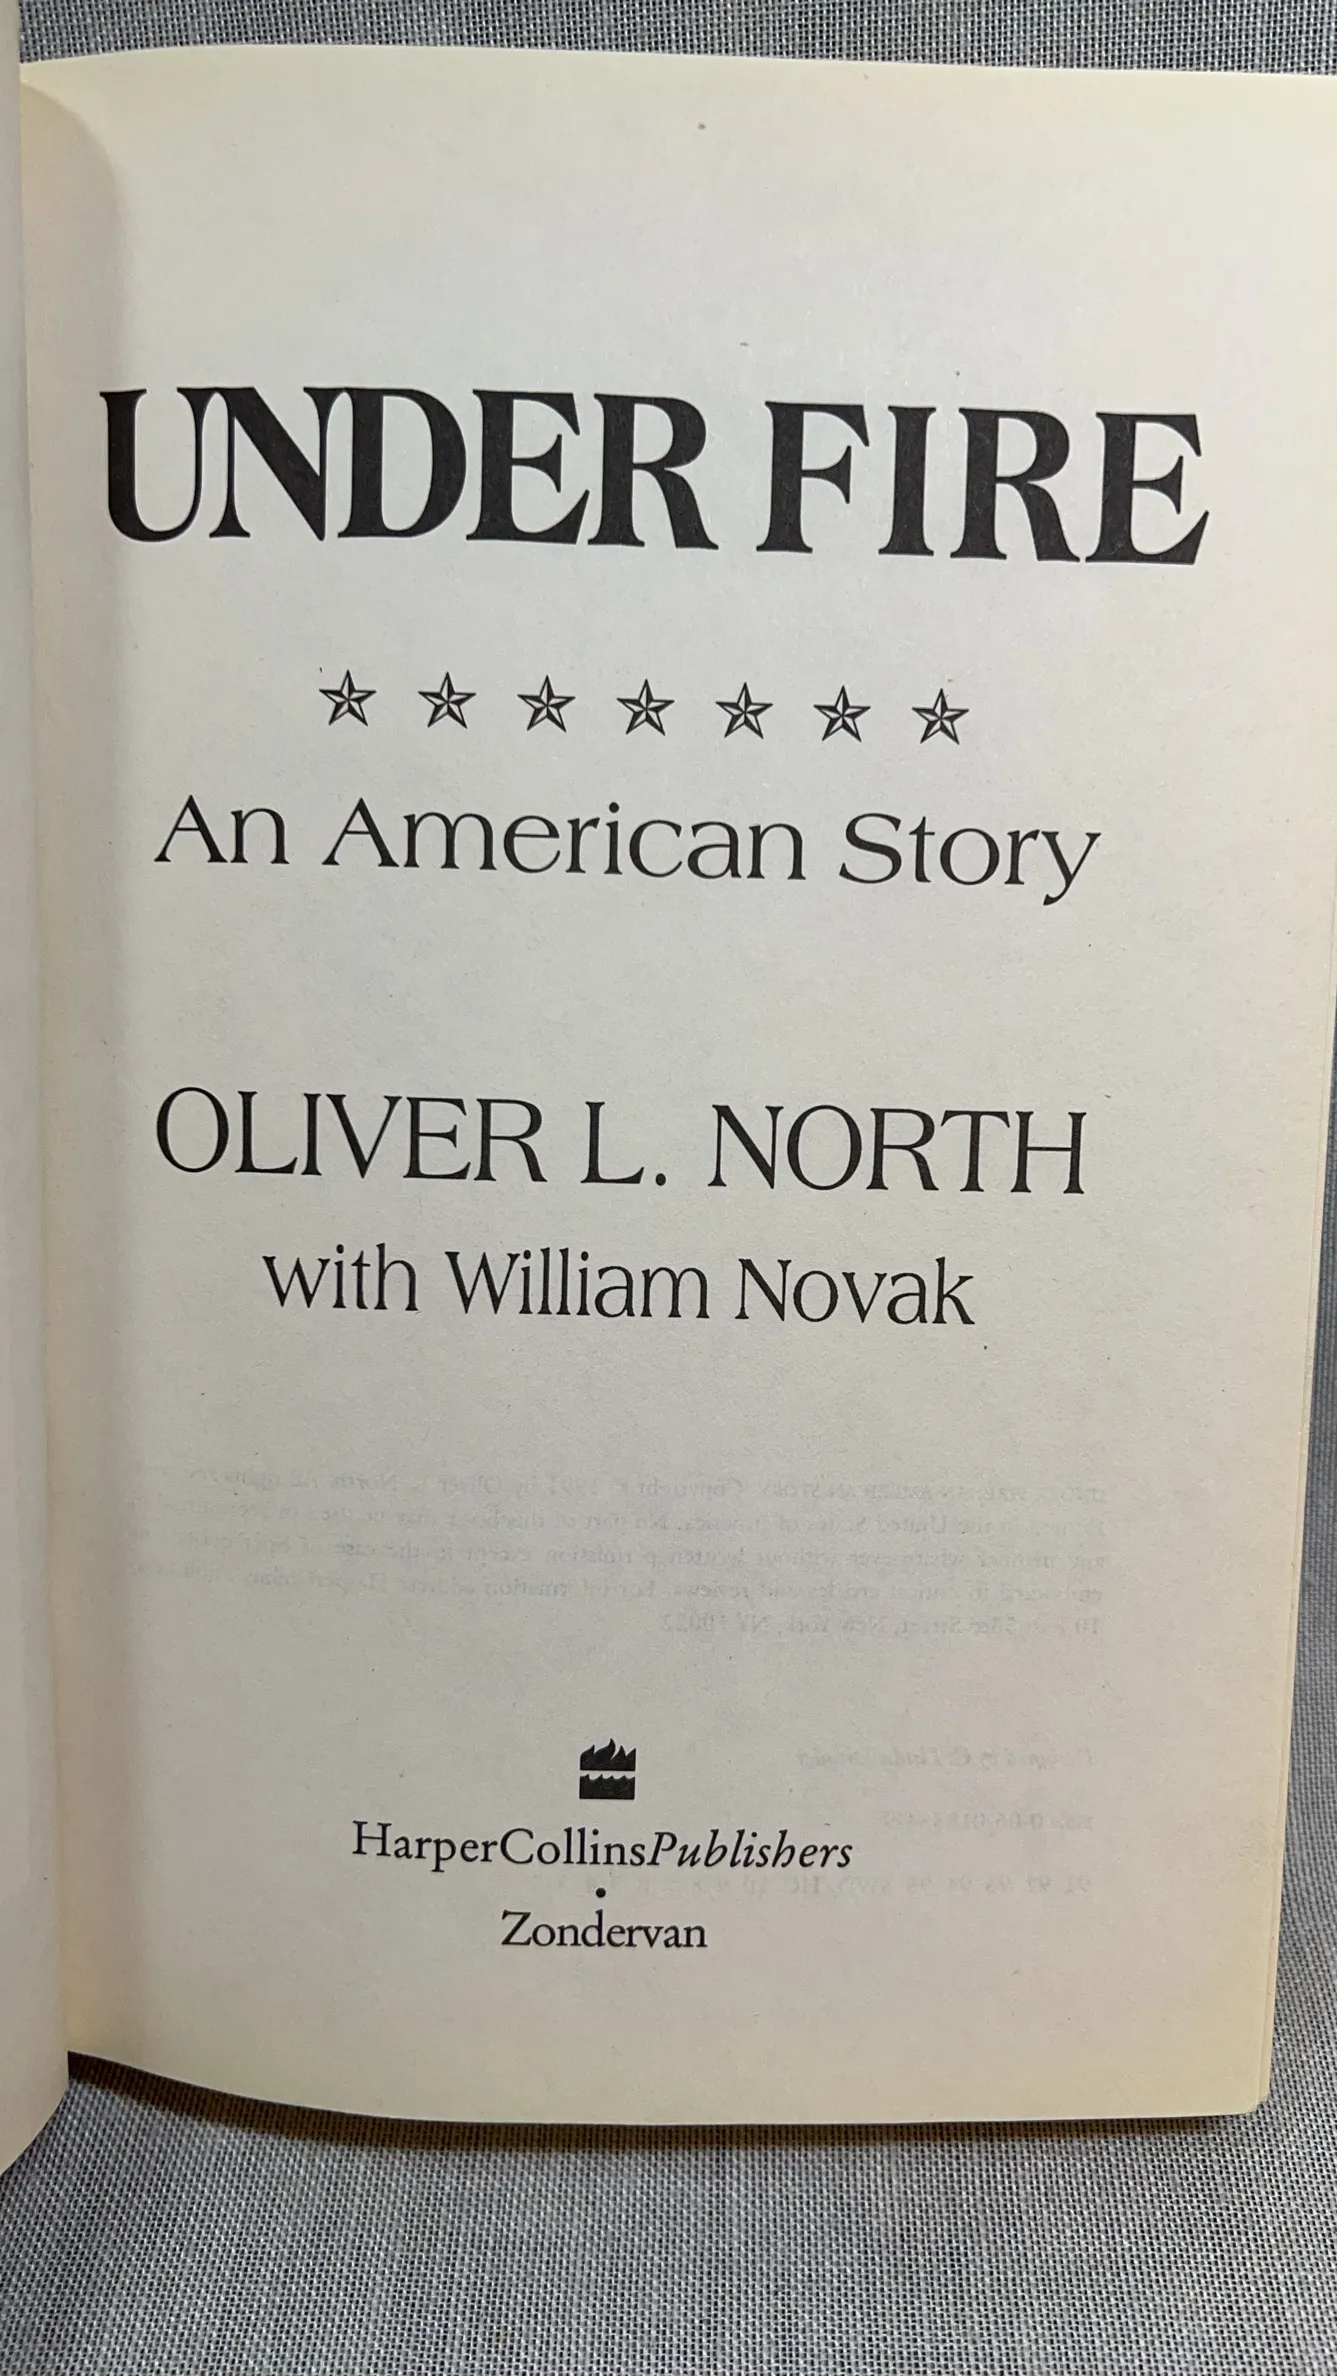 UNDER FIRE
An American Story
OLIVER L. NORTH
with William Novak
HarperCollinsPublishers
Zondervan